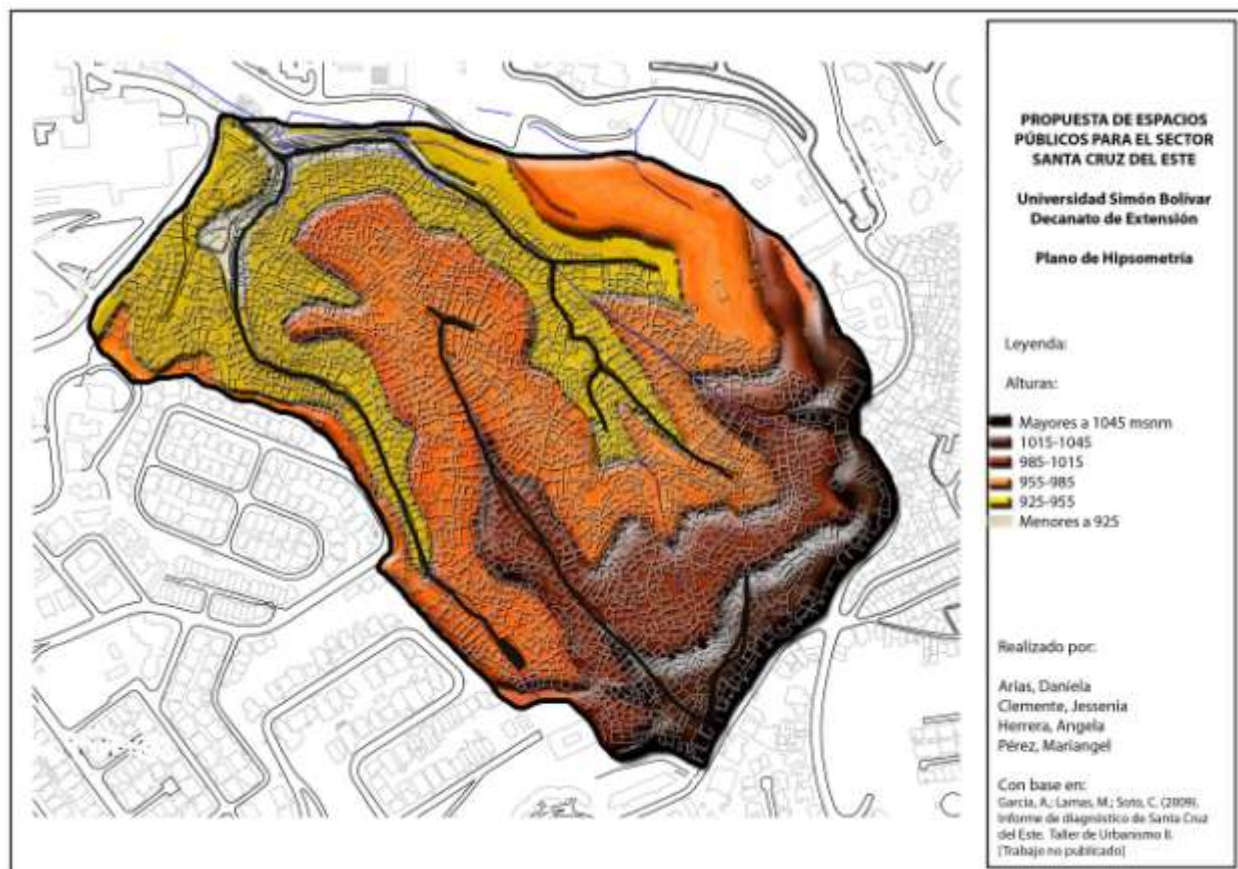 PROPUESTA DE ESPACIOS
PÚBLICOS PARA EL SECTOR
SANTA CRUZ DEL ESTE
Universidad Simón Bolívar
Decanato de Extensión
Plano de Hipsometría
Leyenda:
Alturas:
Mayores a 1045 msnm
1015-1045
985-1015
955-985
925-955
Menores a 925
Realizado por:
Arias, Daniela
Clemente, Jessenia
Herrera, Angela
Pérez, Mariangel
Con base en:
García, A.; Lamas, M.; Soto, C. (2009).
Informe de diagnóstico de Santa Cruz
del Este. Taller de Urbanismo II.
[Trabajo no publicado]